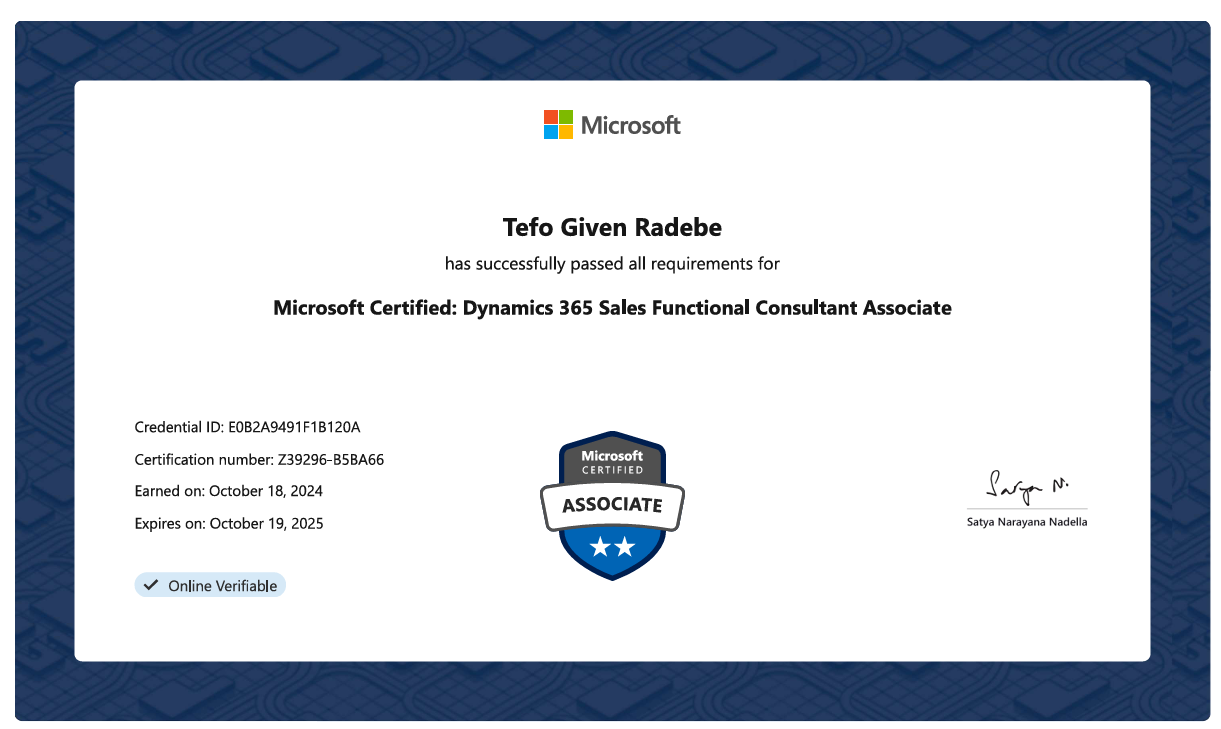 Microsoft
Tefo Given Radebe
has successfully passed all requirements for
Microsoft Certified: Dynamics 365 Sales Functional Consultant Associate
Credential ID: E0B2A9491F1B120A
Certification number: Z39296-B5BA66
Earned on: October 18, 2024
Expires on: October 19, 2025
Online Verifiable
Microsoft
CERTIFIED
ASSOCIATE
Satya N.
Satya Narayana Nadella